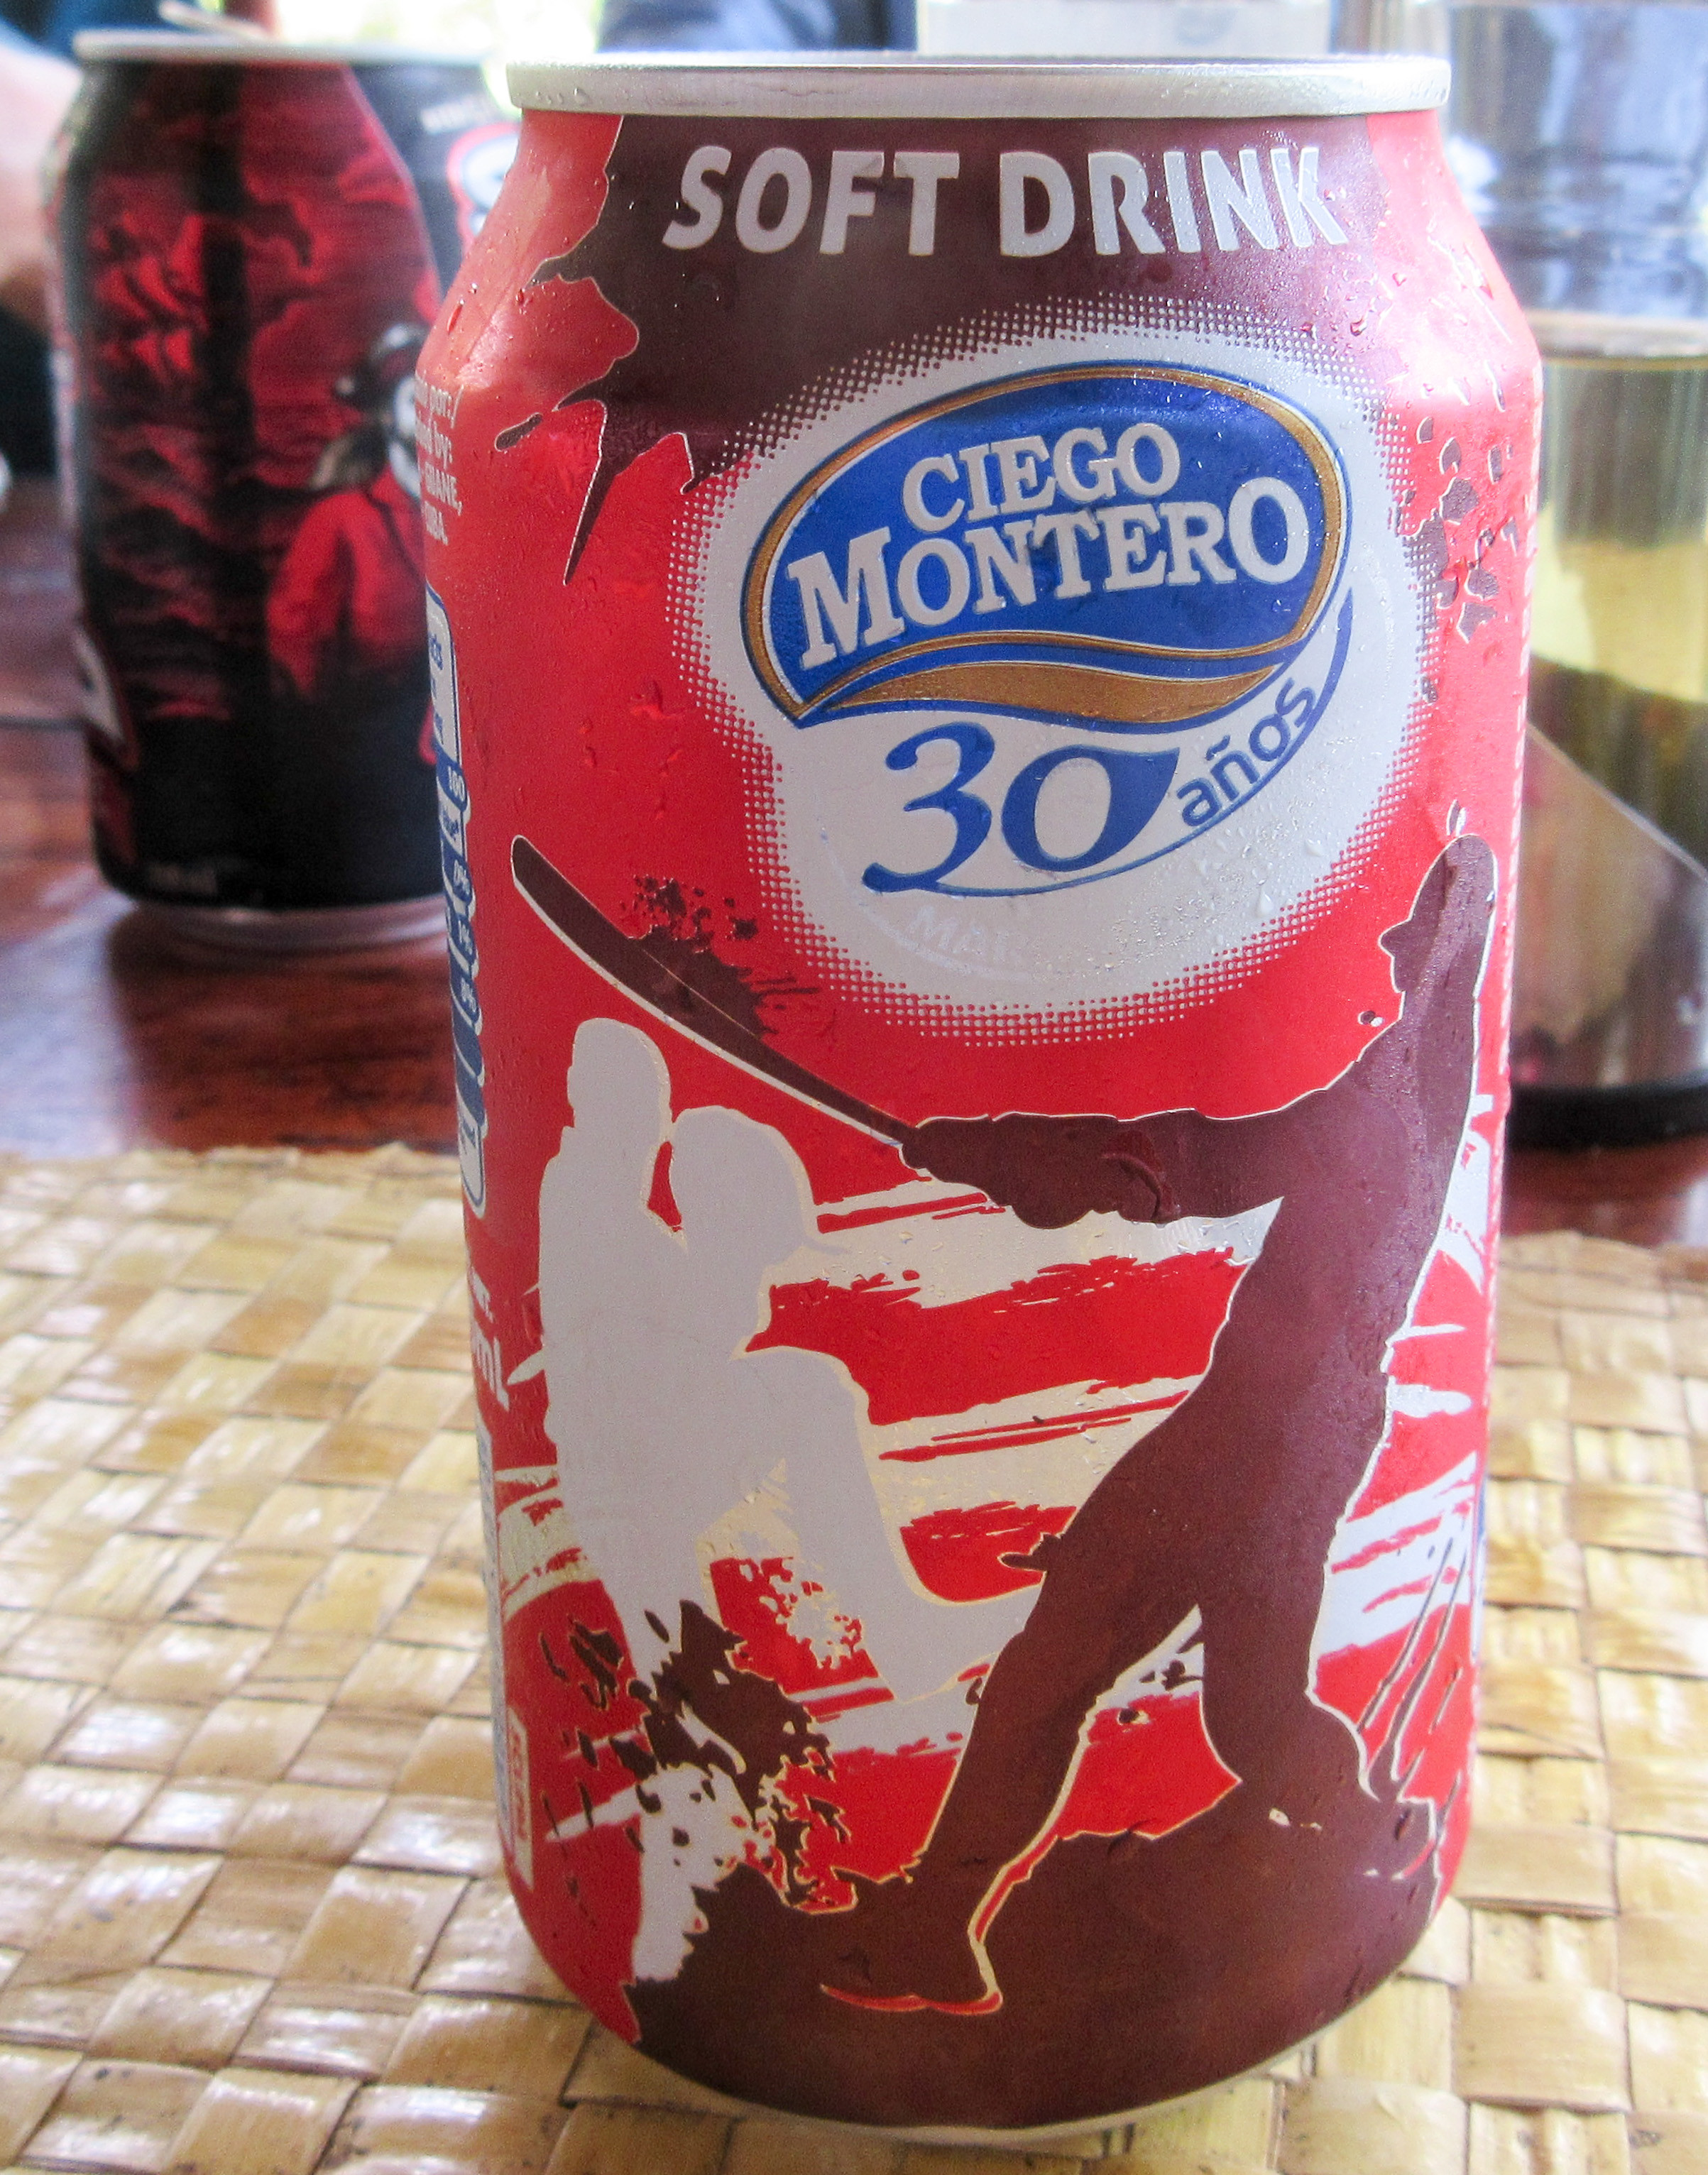 SOFT DRINK
CIEGO
MONTERO
30 años